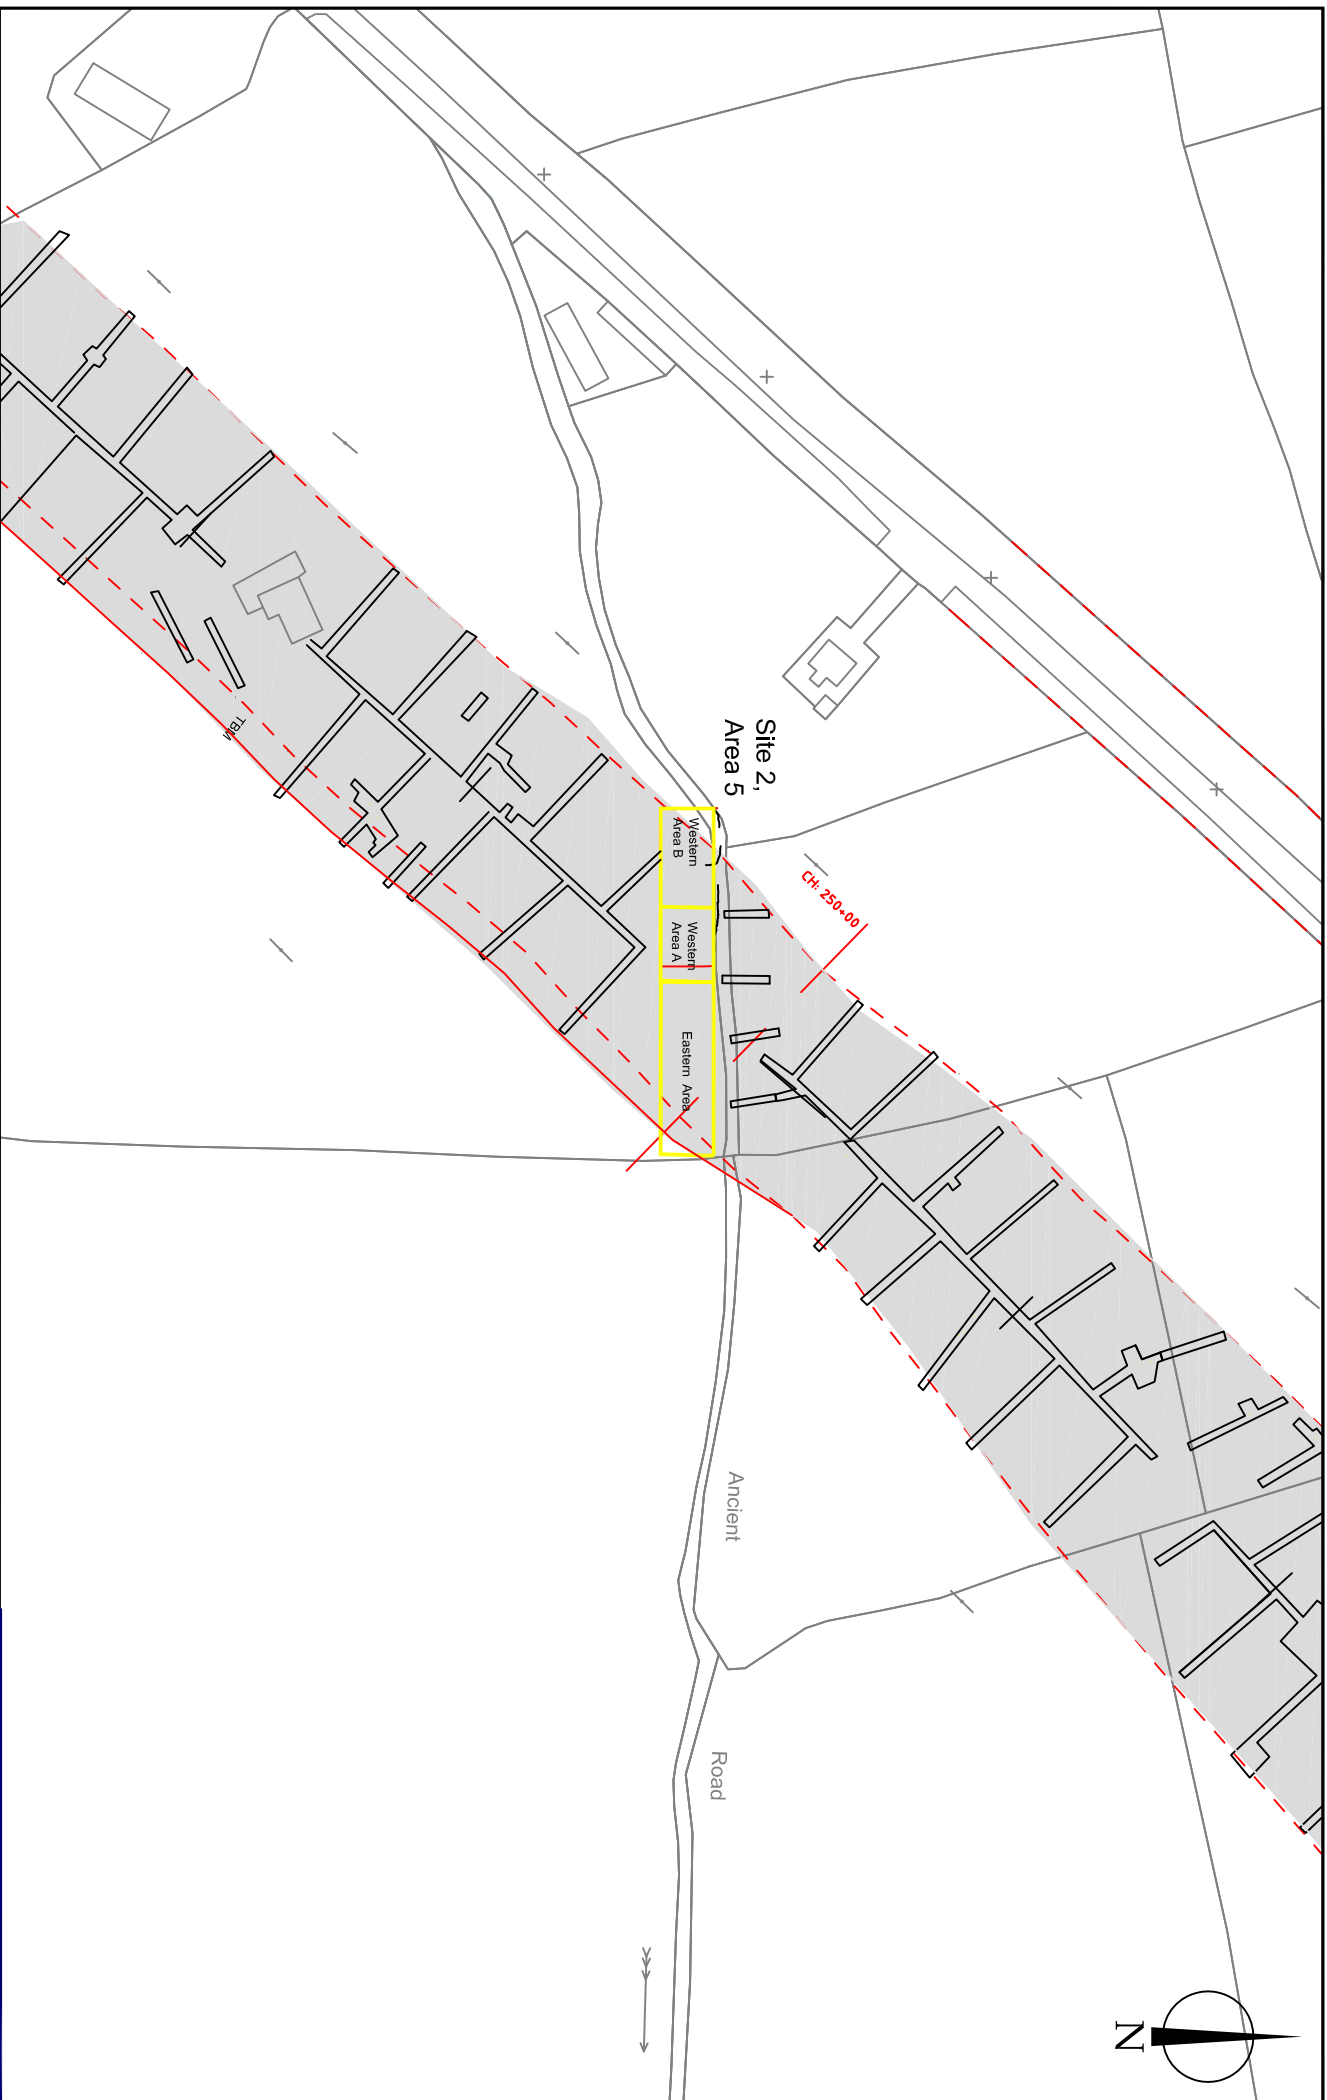 Site 2,
Area 5
Western
Area B
Western
Area A
Eastern Area
CH: 250+00
TBM
Ancient
Road
N